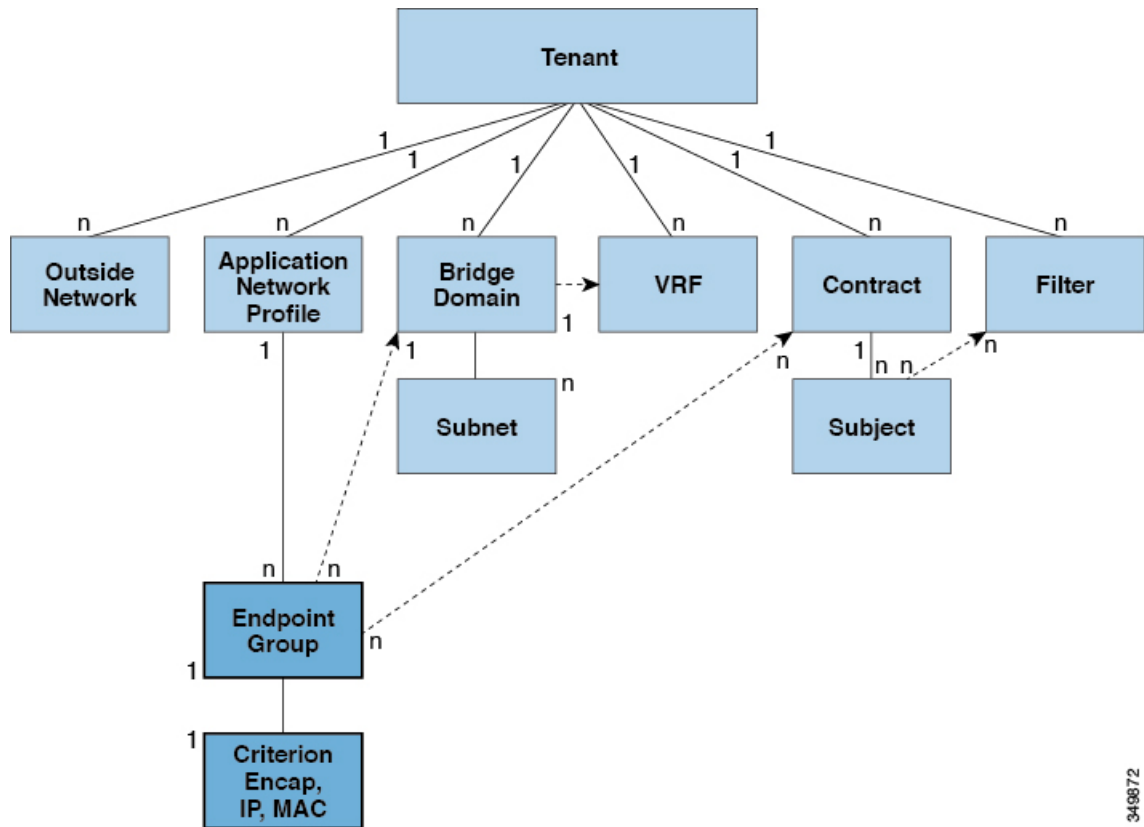 Tenant
1
1
1
1
1
1
n
n
n
n
n
n
Outside
Network
Application
Network
Profile
Bridge
Domain
VRF
Contract
Filter
1
1
1
n
1
n
n
n
n
Subnet
Subject
n
n
Endpoint
Group
n
1
1
Criterion
Encap,
IP, MAC
349872